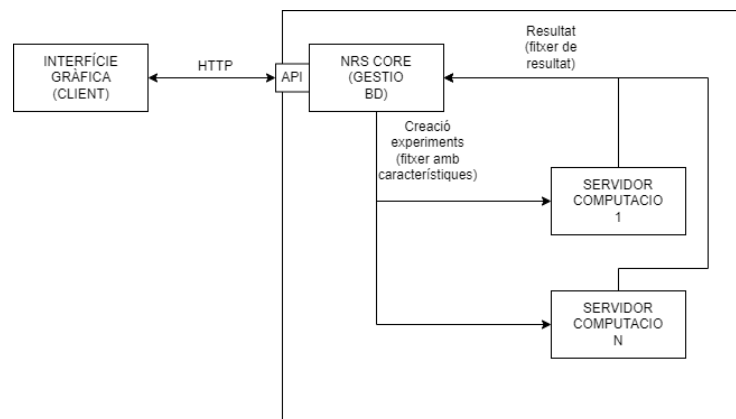 INTERFÍCIE
GRÀFICA
(CLIENT)
HTTP
API
NRS CORE
(GESTIO
BD)
Resultat
(fitxer de
resultat)
Creació
experiments
(fitxer amb
característiques)
SERVIDOR
COMPUTACIO
1
SERVIDOR
COMPUTACIO
N